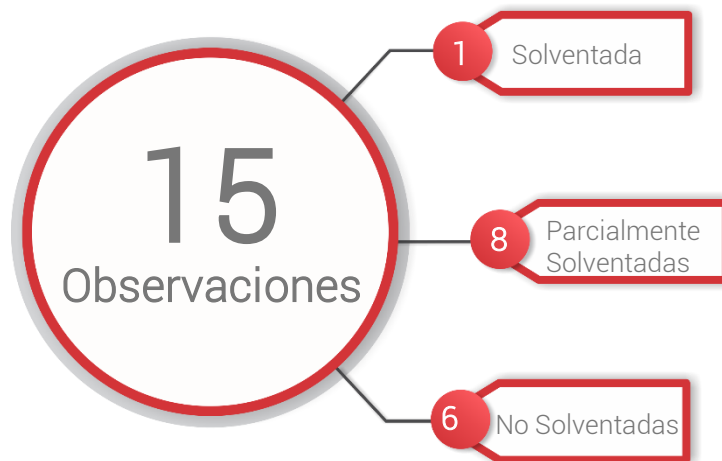 15
Observaciones
1
Solventada
8
Parcialmente
Solventadas
6
No Solventadas